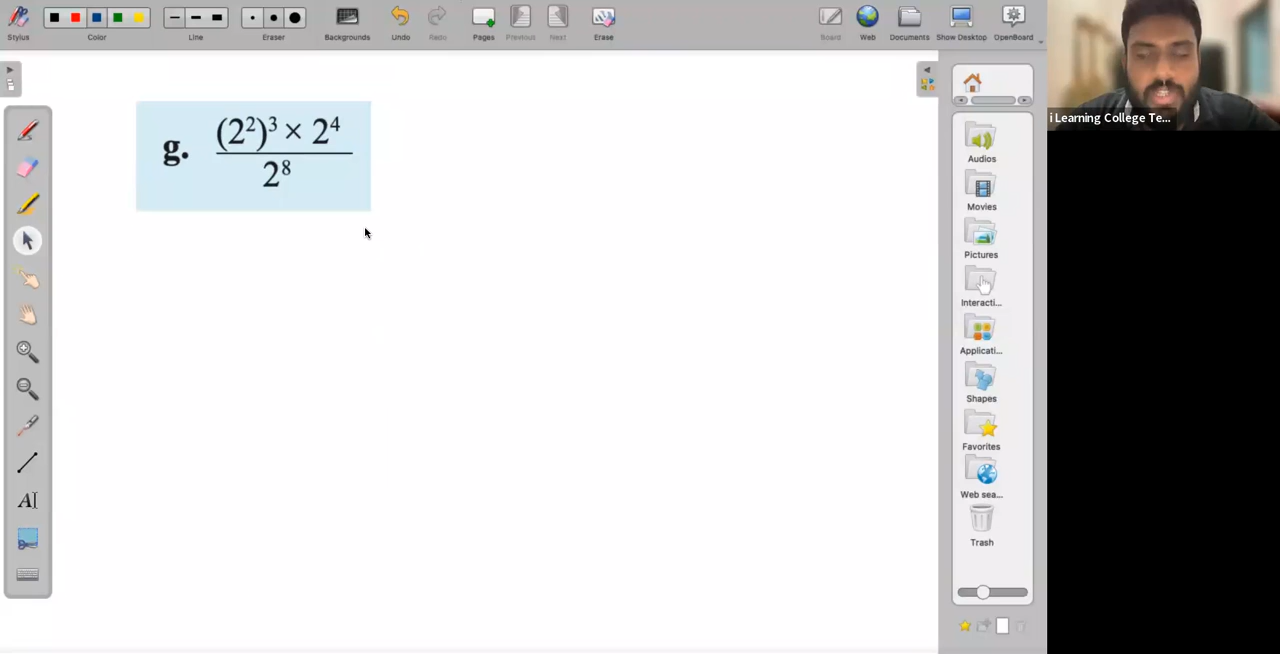 Stylus
Color
Line
Eraser
Backgrounds
Undo
Redo
Pages
Previous
Next
Erase
Board
Web
Documents
Show Desktop
OpenBoard
g. (2²)³ × 2⁴
2⁸
i Learning College Te...
Audios
Movies
Pictures
Interacti...
Applicati...
Shapes
Favorites
Web sea...
Trash
AI